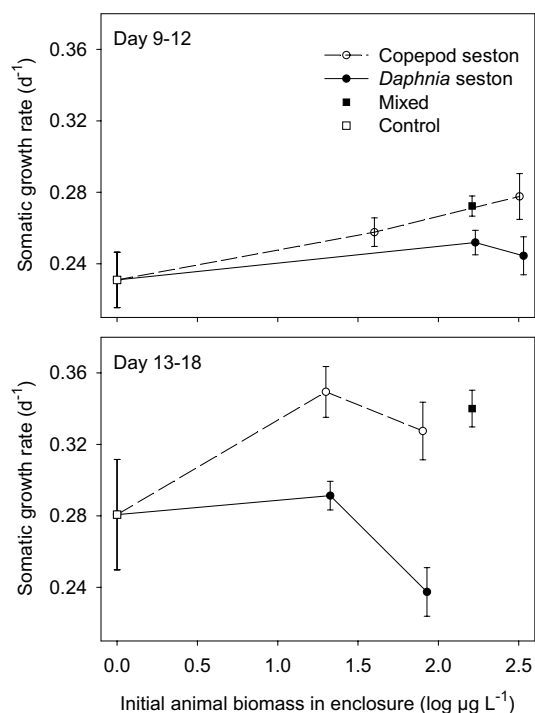 Day 9-12
Copepod seston
Daphnia seston
Mixed
Control
Somatic growth rate (d⁻¹)
0.36
0.32
0.28
0.24
Day 13-18
Somatic growth rate (d⁻¹)
0.36
0.32
0.28
0.24
0.0 0.5 1.0 1.5 2.0 2.5
Initial animal biomass in enclosure (log µg L⁻¹)